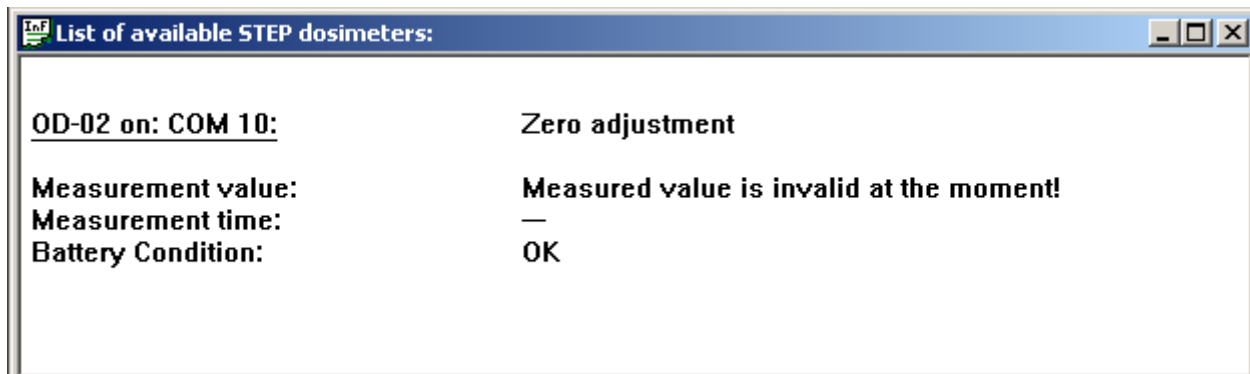 InF List of available STEP dosimeters:
OD-02 on: COM 10: Zero adjustment
Measurement value: Measured value is invalid at the moment!
Measurement time: —
Battery Condition: OK